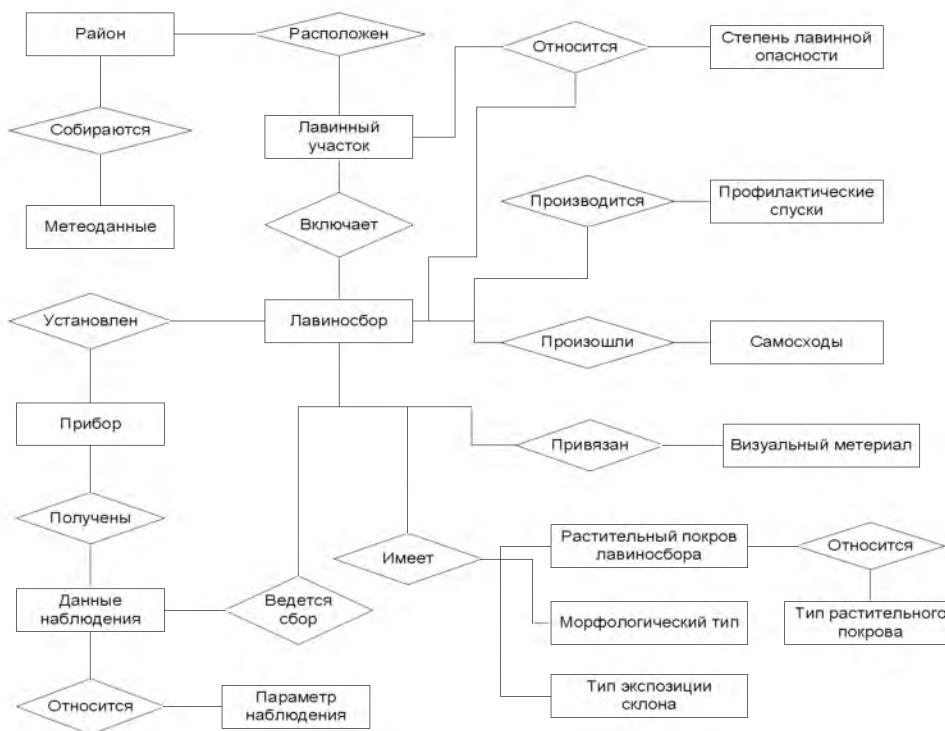 Район
Расположен
Относится
Степень лавинной
опасности
Собираются
Лавинный
участок
Метеоданные
Включает
Производится
Профилактические
спуски
Установлен
Лавиносбор
Произошли
Самосходы
Прибор
Привязан
Визуальный метериал
Получены
Имеет
Растительный покров
лавиносбора
Относится
Данные
наблюдения
Ведется
сбор
Морфологический тип
Тип растительного
покрова
Относится
Параметр
наблюдения
Тип экспозиции
склона